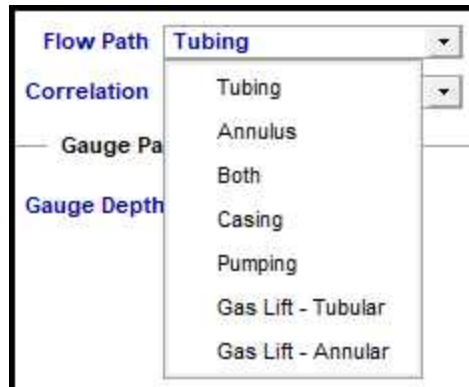 Flow Path Tubing
Correlation Tubing
Annulus
Gauge Pa
Both
Gauge Depth Casing
Pumping
Gas Lift - Tubular
Gas Lift - Annular